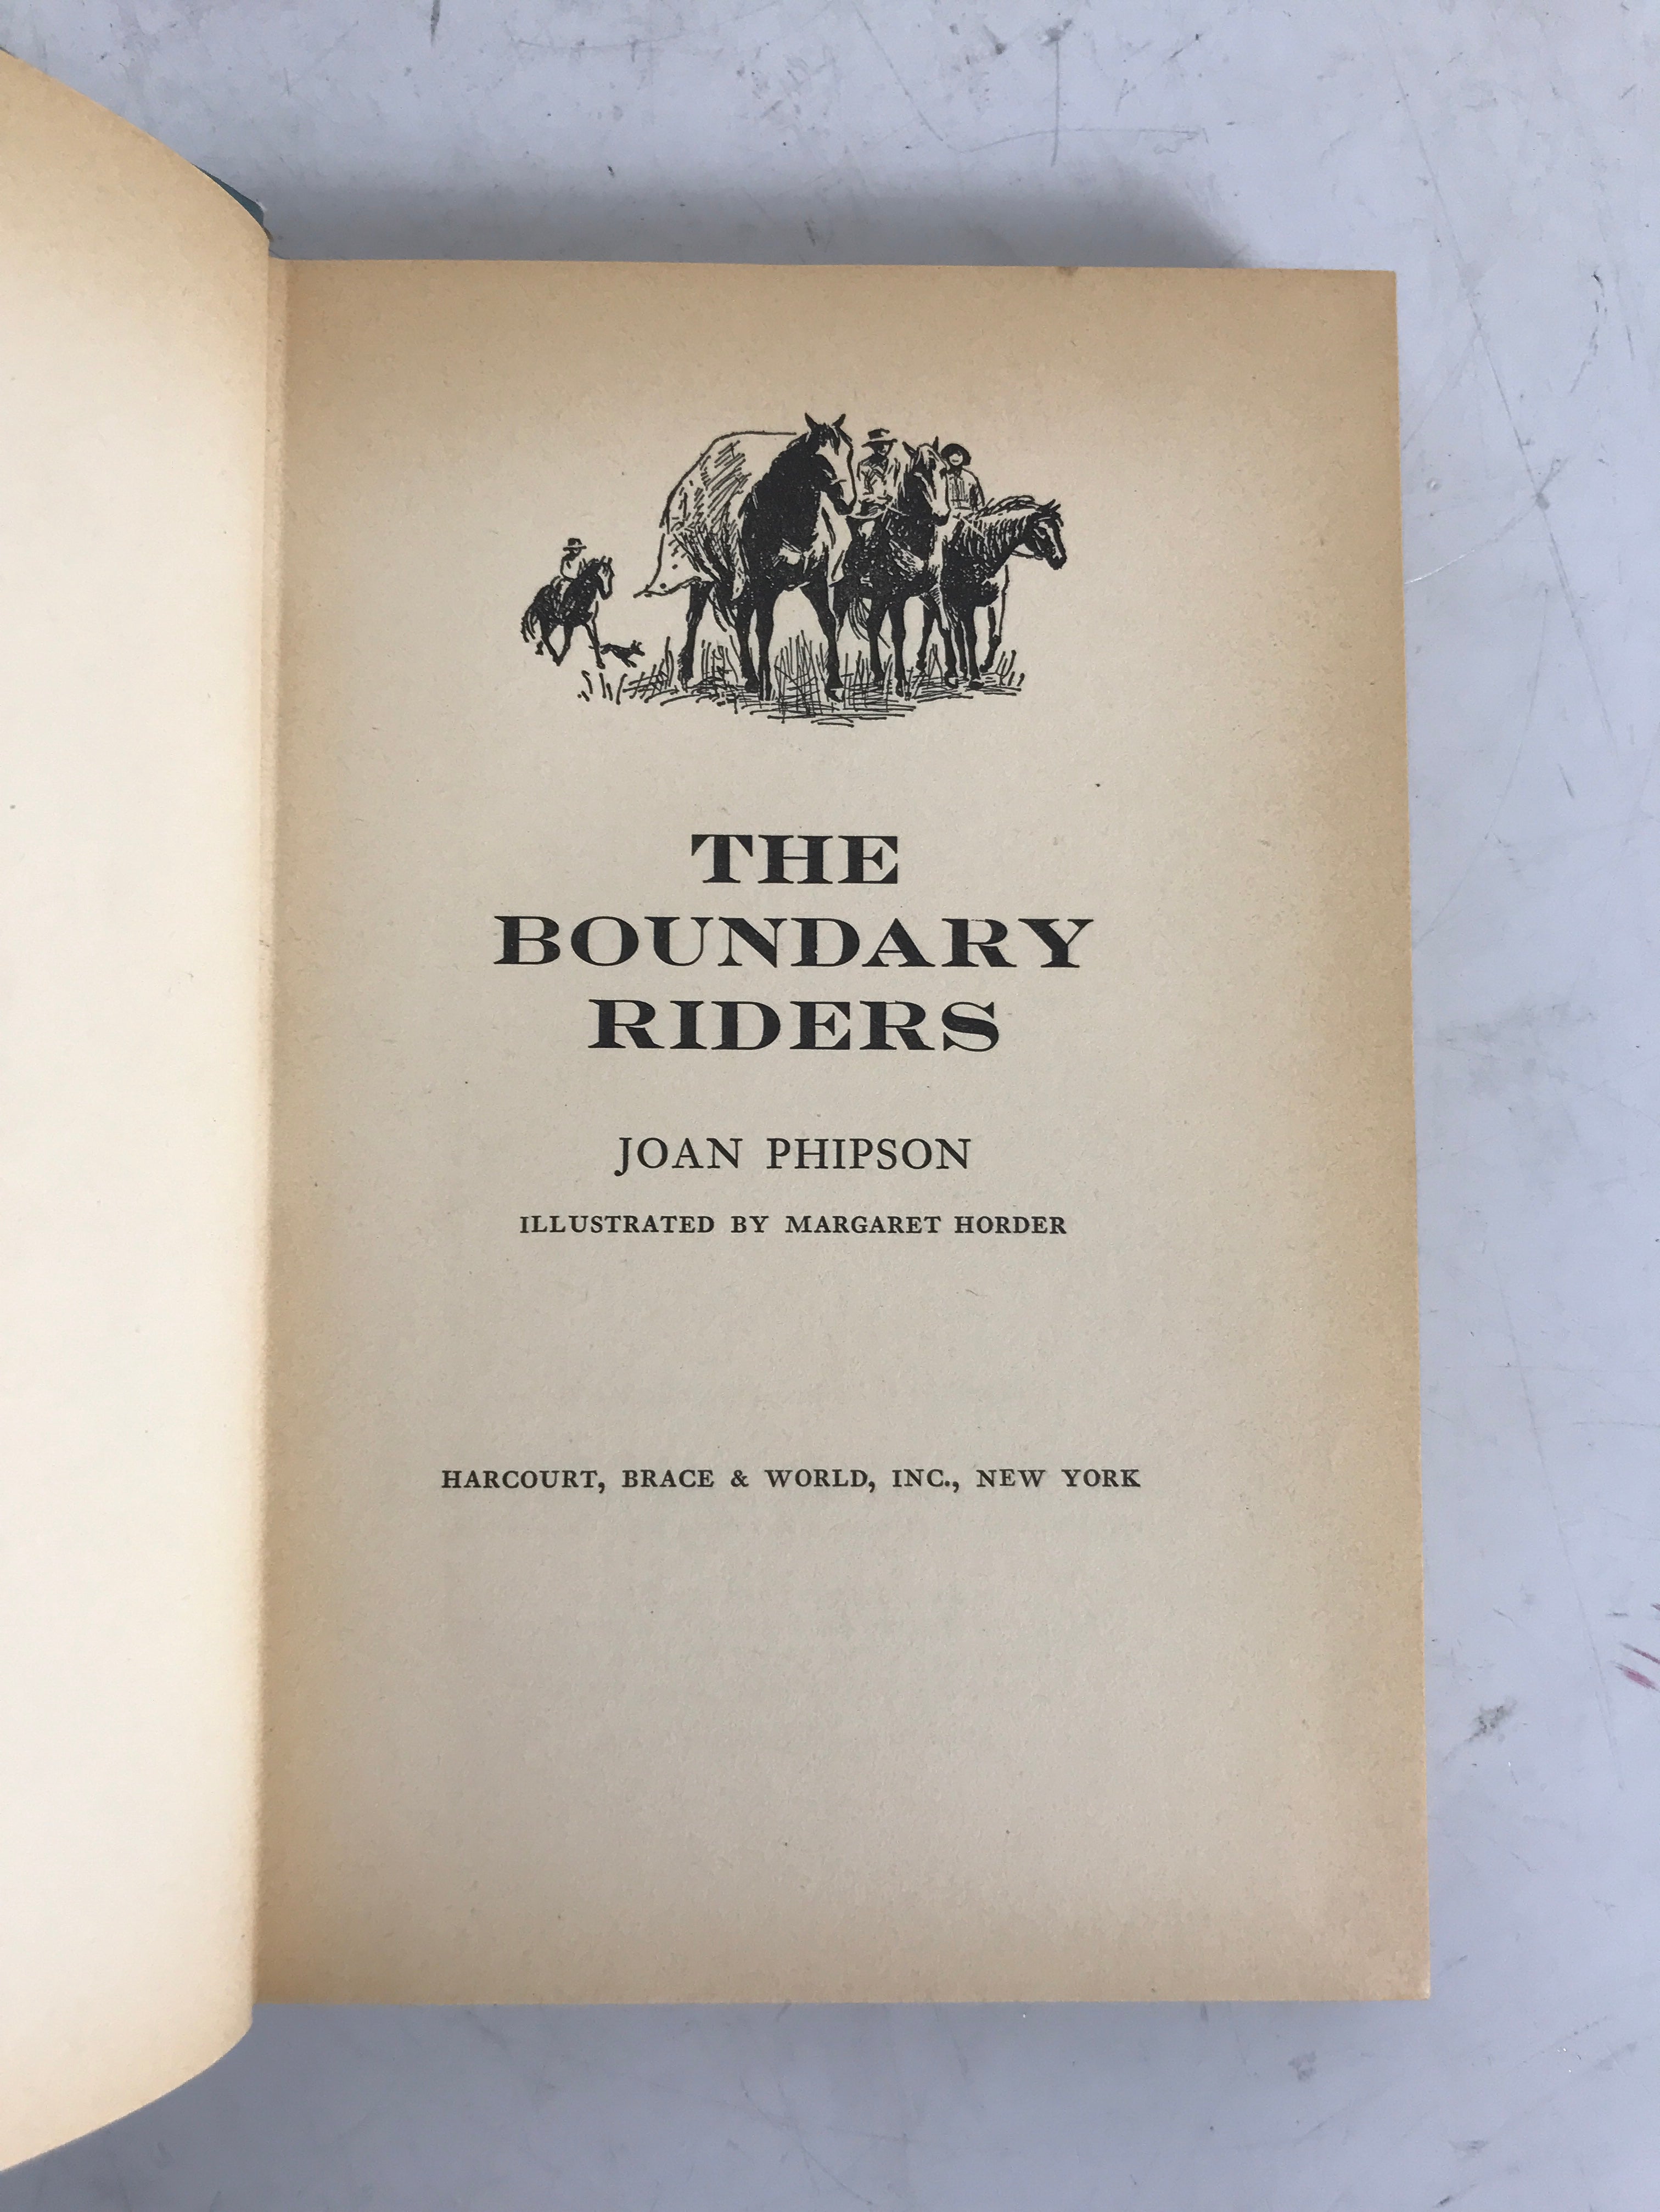 THE
BOUNDARY
RIDERS
JOAN PHIPSON
ILLUSTRATED BY MARGARET HORDER
HARCOURT, BRACE & WORLD, INC., NEW YORK